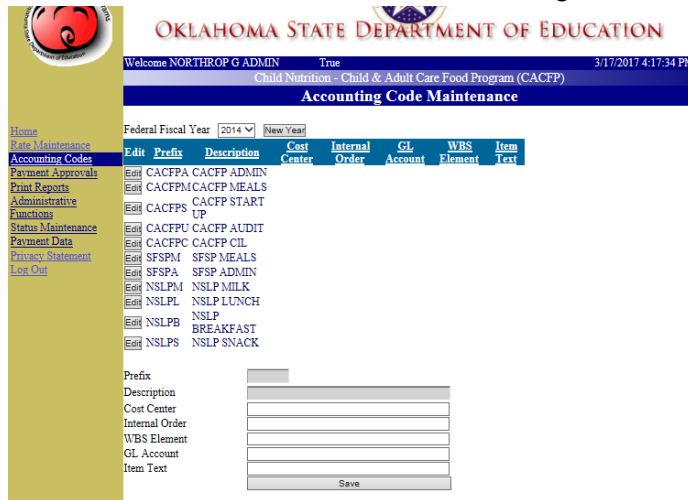 OKLAHOMA STATE DEPARTMENT OF EDUCATION
Welcome NORTHROP G ADMIN True 3/17/2017 4:17:34 PM
Child Nutrition - Child & Adult Care Food Program (CACFP)
Accounting Code Maintenance
Home
Rate Maintenance
Accounting Codes
Payment Approvals
Print Reports
Administrative
Functions
Status Maintenance
Payment Data
Privacy Statement
Log Out
Federal Fiscal Year 2014 New Year
Edit Prefix Description Cost Center Internal Order GL Account WBS Element Item Text
Edit CACFPA CACFP ADMIN
Edit CACFPM CACFP MEALS
Edit CACFPS CACFP START UP
Edit CACFPU CACFP AUDIT
Edit CACFPC CACFP CIL
Edit SFSPM SFSP MEALS
Edit SFSPA SFSP ADMIN
Edit NSLPM NSLP MILK
Edit NSLPL NSLP LUNCH
Edit NSLPB NSLP BREAKFAST
Edit NSLPS NSLP SNACK
Prefix
Description
Cost Center
Internal Order
WBS Element
GL Account
Item Text
Save